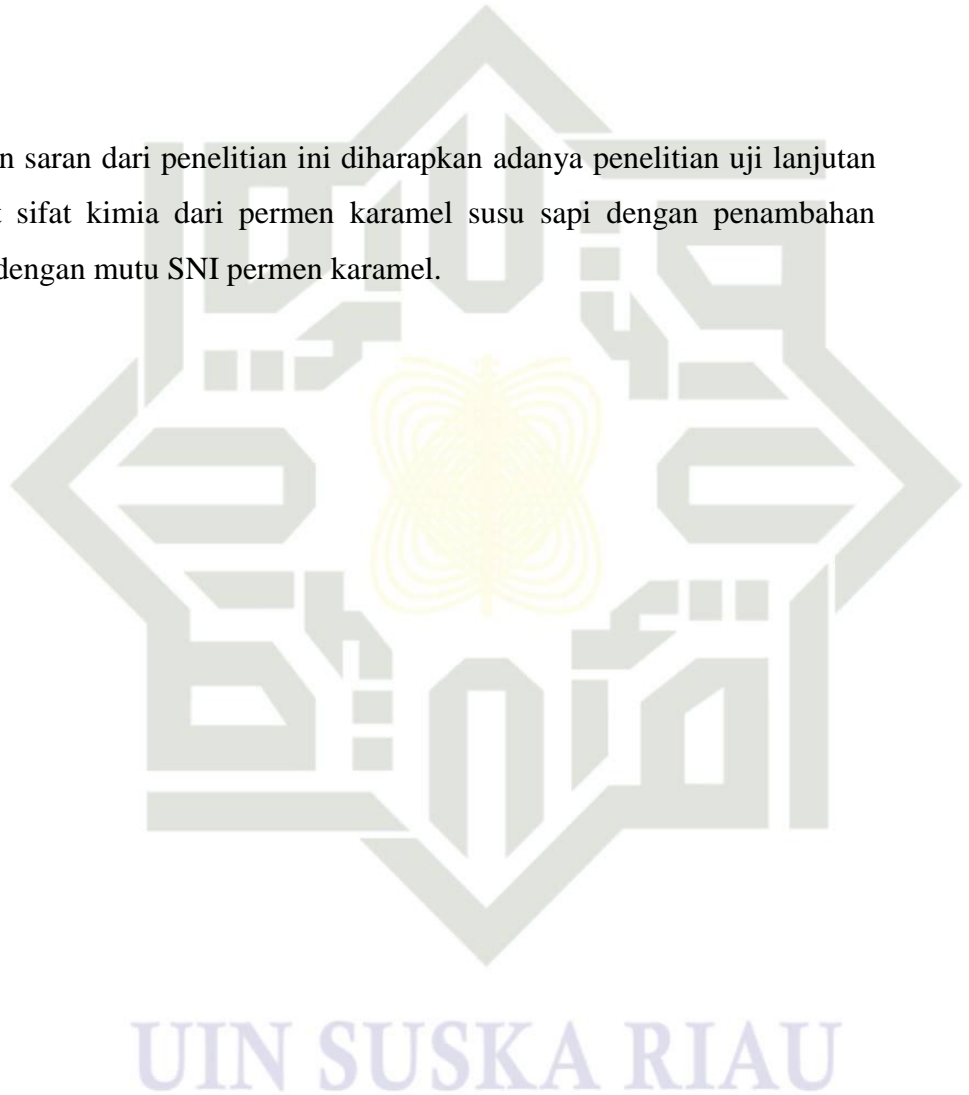 n saran dari penelitian ini diharapkan adanya penelitian uji lanjutan
sifat kimia dari permen karamel susu sapi dengan penambahan
dengan mutu SNI permen karamel.
UIN SUSKA RIAU